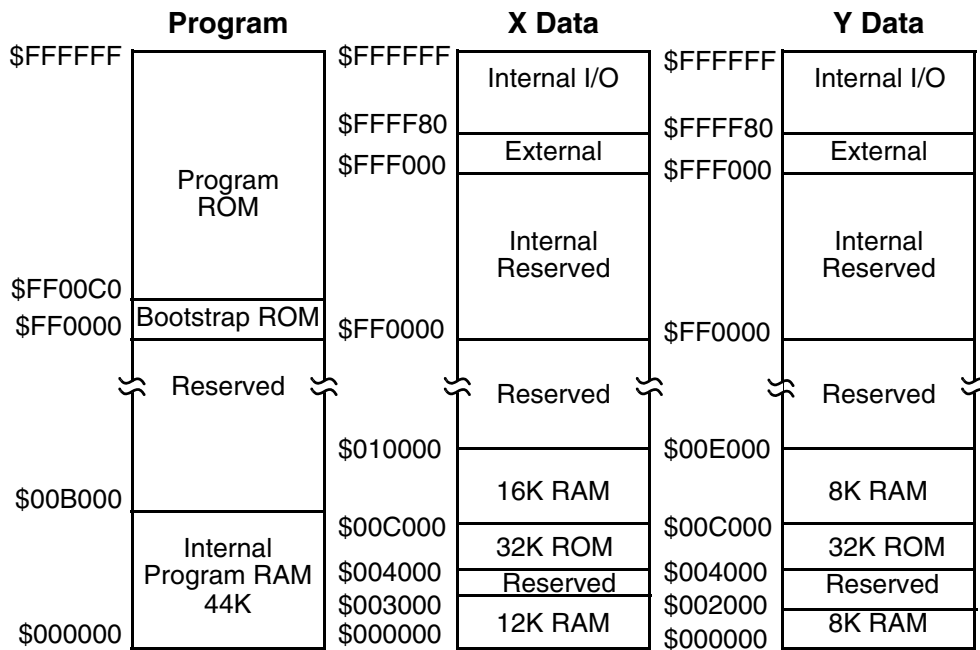 Program
$FFFFFF
Program
ROM
$FF00C0
Bootstrap ROM
$FF0000
Reserved
$00B000
Internal
Program RAM
44K
$000000
X Data
$FFFFFF
Internal I/O
$FFFF80
External
$FFF000
Internal
Reserved
$FF0000
Reserved
$010000
16K RAM
$00C000
32K ROM
$004000
Reserved
$003000
12K RAM
$000000
Y Data
$FFFFFF
Internal I/O
$FFFF80
External
$FFF000
Internal
Reserved
$FF0000
Reserved
$00E000
8K RAM
$00C000
32K ROM
$004000
Reserved
$002000
8K RAM
$000000